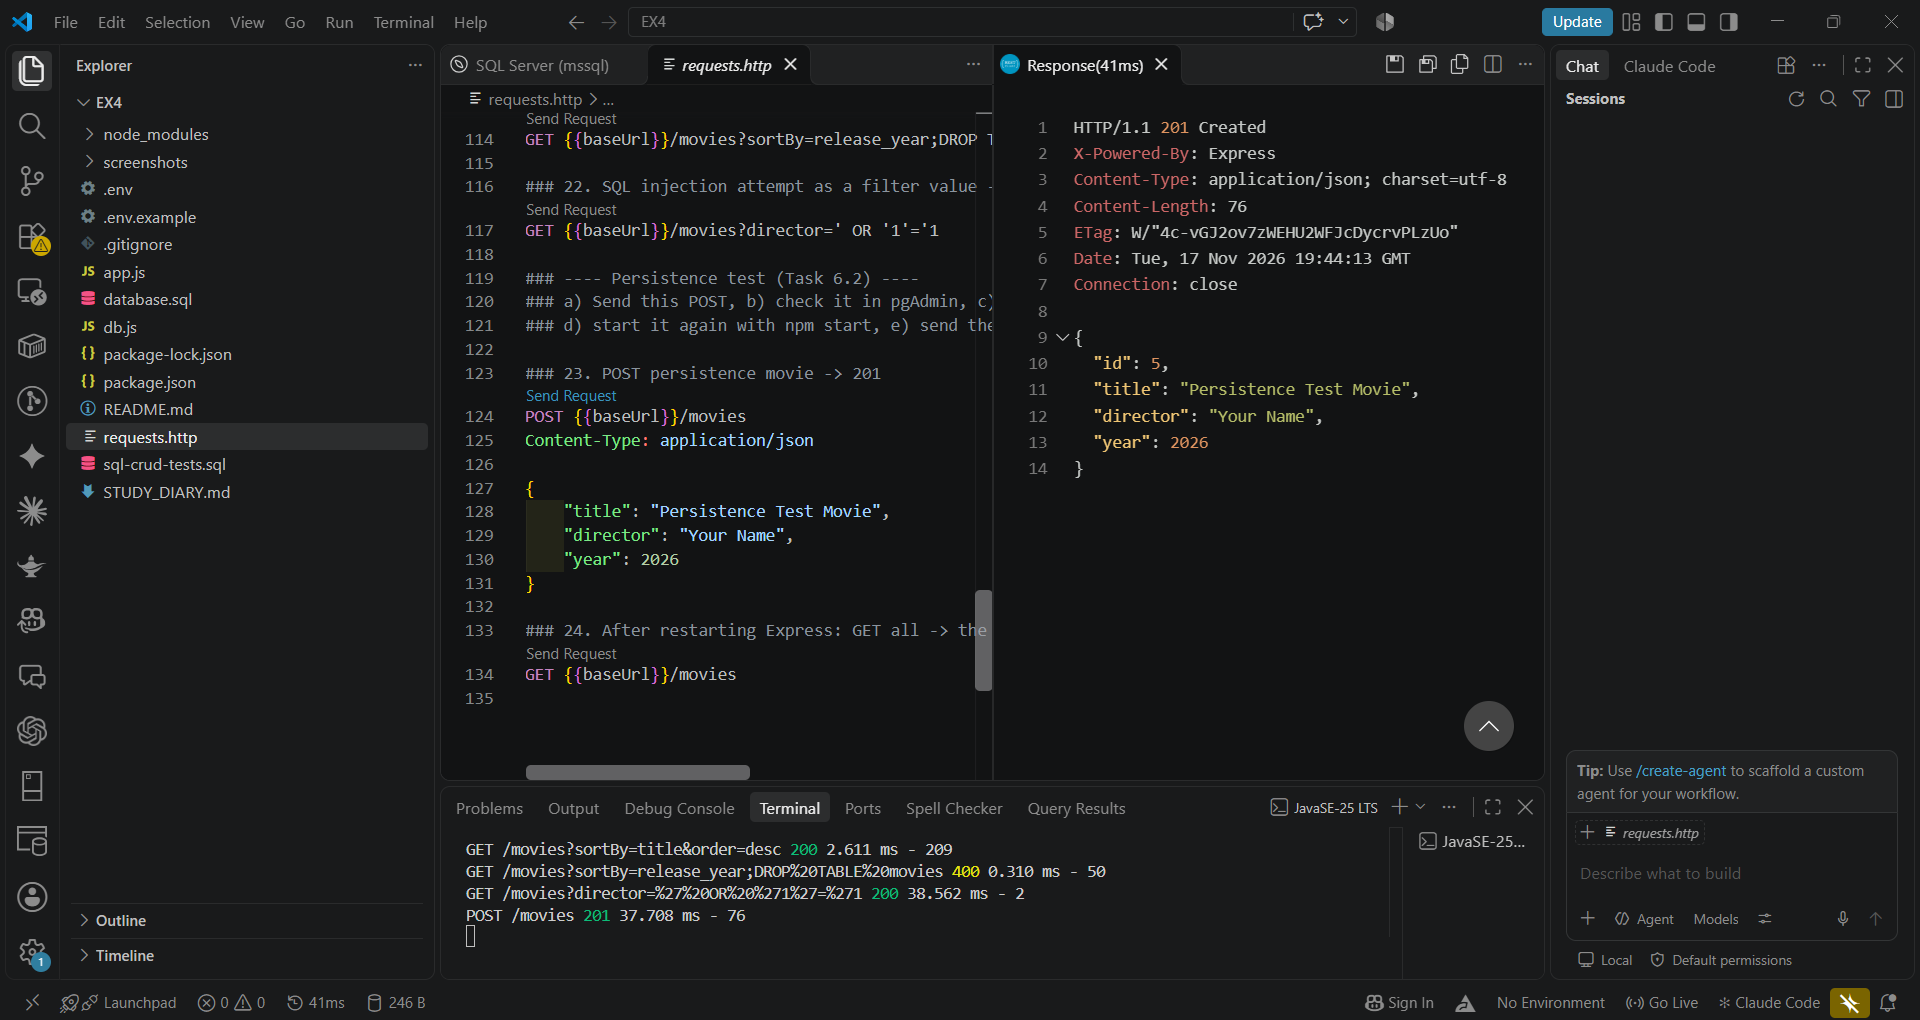 File Edit Selection View Go Run Terminal Help
EX4
Update
Explorer
EX4
node_modules
screenshots
.env
.env.example
.gitignore
JS app.js
database.sql
JS db.js
{} package-lock.json
{} package.json
README.md
requests.http
sql-crud-tests.sql
STUDY_DIARY.md
Outline
Timeline
SQL Server (mssql)
requests.http
requests.http > ...
Send Request
114 GET {{baseUrl}}/movies?sortBy=release_year;DROP T
115
116 ### 22. SQL injection attempt as a filter value -
Send Request
117 GET {{baseUrl}}/movies?director=' OR '1'='1
118
119 ### ---- Persistence test (Task 6.2) ----
120 ### a) Send this POST, b) check it in pgAdmin, c)
121 ### d) start it again with npm start, e) send the
122
123 ### 23. POST persistence movie -> 201
Send Request
124 POST {{baseUrl}}/movies
125 Content-Type: application/json
126
127 {
128 "title": "Persistence Test Movie",
129 "director": "Your Name",
130 "year": 2026
131 }
132
133 ### 24. After restarting Express: GET all -> the
Send Request
134 GET {{baseUrl}}/movies
135
Response(41ms)
1 HTTP/1.1 201 Created
2 X-Powered-By: Express
3 Content-Type: application/json; charset=utf-8
4 Content-Length: 76
5 ETag: W/"4c-vGJ2ov7zWEHU2WFJcDycrvPLzUo"
6 Date: Tue, 17 Nov 2026 19:44:13 GMT
7 Connection: close
8
9 {
10 "id": 5,
11 "title": "Persistence Test Movie",
12 "director": "Your Name",
13 "year": 2026
14 }
Problems Output Debug Console Terminal Ports Spell Checker Query Results
JavaSE-25 LTS
JavaSE-25...
GET /movies?sortBy=title&order=desc 200 2.611 ms - 209
GET /movies?sortBy=release_year;DROP%20TABLE%20movies 400 0.310 ms - 50
GET /movies?director=%27%20OR%20%271%27=%271 200 38.562 ms - 2
POST /movies 201 37.708 ms - 76
Chat Claude Code
Sessions
Tip: Use /create-agent to scaffold a custom
agent for your workflow.
requests.http
Describe what to build
Agent Models
Local Default permissions
1
Launchpad 0 0 41ms 246 B
Sign In No Environment Go Live Claude Code